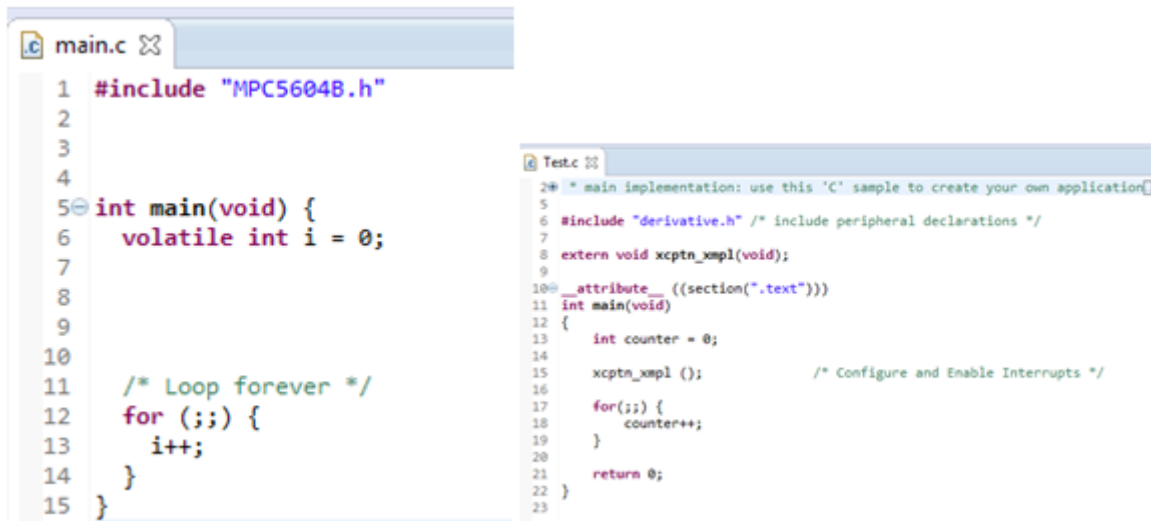 main.c
1 #include "MPC5604B.h"
2
3
4
5 int main(void) {
6 volatile int i = 0;
7
8
9
10
11 /* Loop forever */
12 for (;;) {
13 i++;
14 }
15 }
Test.c
2 * main implementation: use this 'C' sample to create your own application
5
6 #include "derivative.h" /* include peripheral declarations */
7
8 extern void xcptn_xmpl(void);
9
10 __attribute__ ((section(".text")))
11 int main(void)
12 {
13 int counter = 0;
14
15 xcptn_xmpl (); /* Configure and Enable Interrupts */
16
17 for(;;) {
18 counter++;
19 }
20
21 return 0;
22 }
23